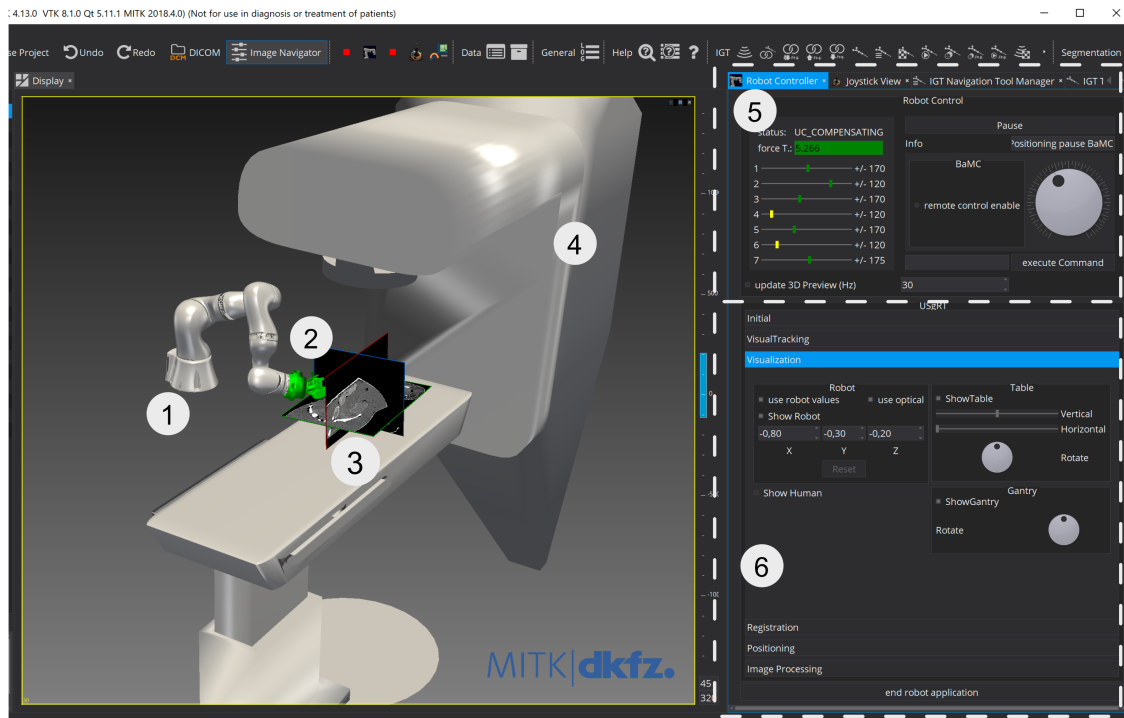 4.13.0 VTK 8.1.0 Qt 5.11.1 MITK 2018.4.0) (Not for use in diagnosis or treatment of patients)
se Project Undo Redo DCM DICOM Image Navigator Data General LOG Help IGT Segmentation
Display
Robot Controller Joystick View IGT Navigation Tool Manager IGT T
Robot Control
5
status: UC_COMPENSATING
force T.: 5.266
Pause
Info Positioning pause BaMC
BaMC
1 +/- 170
2 +/- 120
3 +/- 170
4 +/- 120
5 +/- 170
6 +/- 120
7 +/- 175
remote control enable
execute Command
update 3D Preview (Hz) 30
USgRT
Initial
VisualTracking
Visualization
Robot
use robot values use optical
Show Robot
-0,80 -0,30 -0,20
X Y Z
Reset
Table
ShowTable
Vertical
Horizontal
Rotate
Show Human
Gantry
ShowGantry
Rotate
6
Registration
Positioning
Image Processing
end robot application
1
2
3
4
500
0
45
320
MITK dkfz.